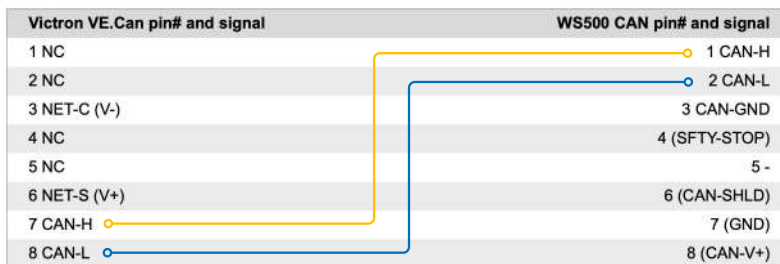 Victron VE.Can pin# and signal WS500 CAN pin# and signal
1 NC 1 CAN-H
2 NC 2 CAN-L
3 NET-C (V-) 3 CAN-GND
4 NC 4 (SFTY-STOP)
5 NC 5 -
6 NET-S (V+) 6 (CAN-SHLD)
7 CAN-H 7 (GND)
8 CAN-L 8 (CAN-V+)